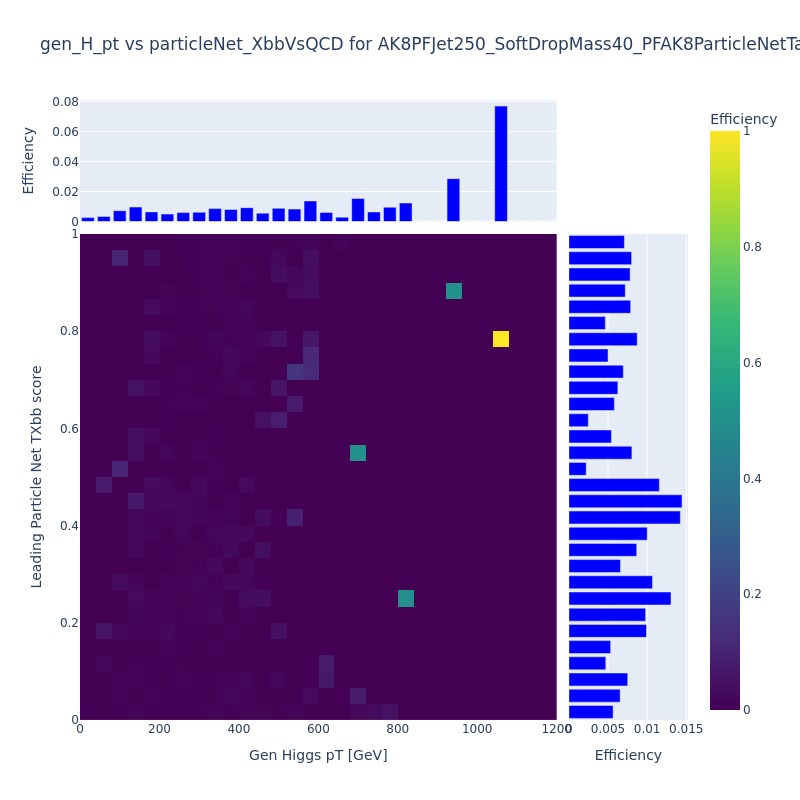 gen_H_pt vs particleNet_XbbVsQCD for AK8PFJet250_SoftDropMass40_PFAK8ParticleNetTa
Efficiency
0.08
0.06
0.04
0.02
0
Efficiency
1
0.8
0.6
0.4
0.2
0
Leading Particle Net TXbb score
1
0.8
0.6
0.4
0.2
0
0 200 400 600 800 1000 1200
Gen Higgs pT [GeV]
0 0.005 0.01 0.015
Efficiency